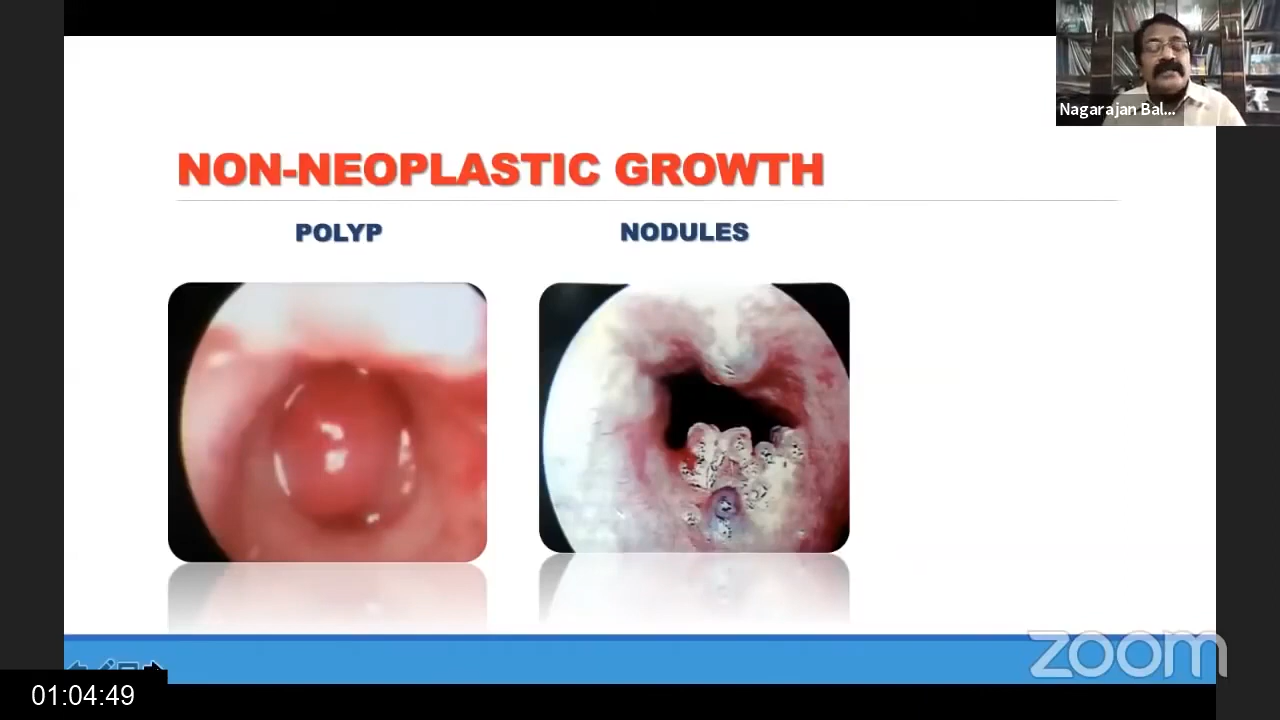 Nagarajan Bal...
NON-NEOPLASTIC GROWTH
POLYP
NODULES
zoom
01:04:49